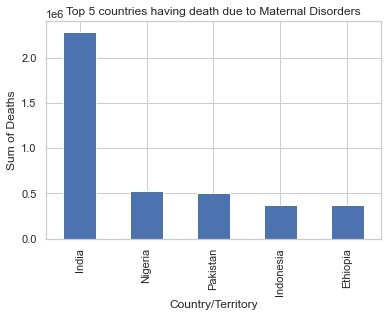 Top 5 countries having death due to Maternal Disorders
1e6
2.0
1.5
1.0
0.5
0.0
Sum of Deaths
India
Nigeria
Pakistan
Indonesia
Ethiopia
Country/Territory